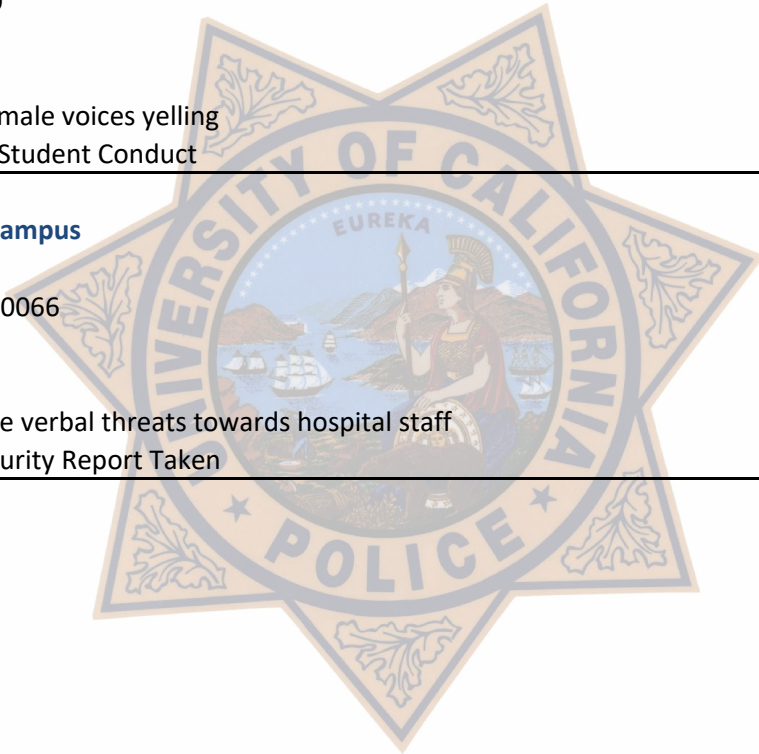 male voices yelling
Student Conduct
ampus
0066
e verbal threats towards hospital staff
urity Report Taken
UNIVERSITY OF CALIFORNIA
EUREKA
POLICE